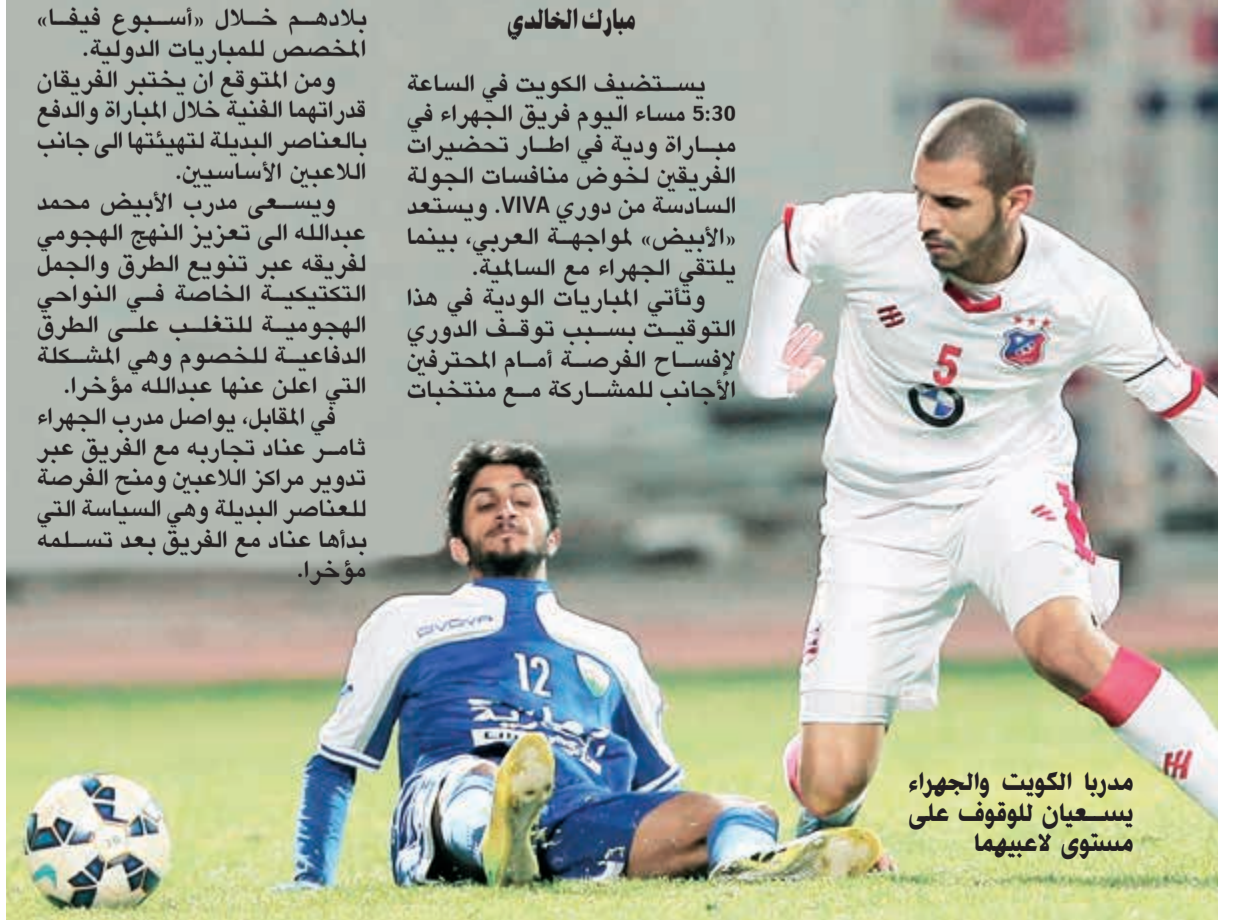 مبارك الخالدي
يستضيف الكويت في الساعة
5:30 مساء اليوم فريق الجهراء في
مباراة ودية في اطار تحضيرات
الفريقين لخوض منافسات الجولة
السادسة من دوري VIVA. ويستعد
«الأبيض» لمواجهة العربي، بينما
يلتقي الجهراء مع السالمية.
وتأتي المباريات الودية في هذا
التوقيت بسبب توقف الدوري
لإفساح الفرصة أمام المحترفين
الأجانب للمشاركة مع منتخبات
بلادهم خلال «أسبوع فيفا»
المخصص للمباريات الدولية.
ومن المتوقع ان يختبر الفريقان
قدراتهما الفنية خلال المباراة والدفع
بالعناصر البديلة لتهيئتها الى جانب
اللاعبين الأساسيين.
ويسعى مدرب الأبيض محمد
عبدالله الى تعزيز النهج الهجومي
لفريقه عبر تنويع الطرق والجمل
التكتيكية الخاصة في النواحي
الهجومية للتغلب على الطرق
الدفاعية للخصوم وهي المشكلة
التي اعلن عنها عبدالله مؤخرا.
في المقابل، يواصل مدرب الجهراء
ثامر عناد تجاربه مع الفريق عبر
تدوير مراكز اللاعبين ومنح الفرصة
للعناصر البديلة وهي السياسة التي
بدأها عناد مع الفريق بعد تسلمه
مؤخرا.
5
12
مدربا الكويت والجهراء
يسعيان للوقوف على
مستوى لاعبيهما